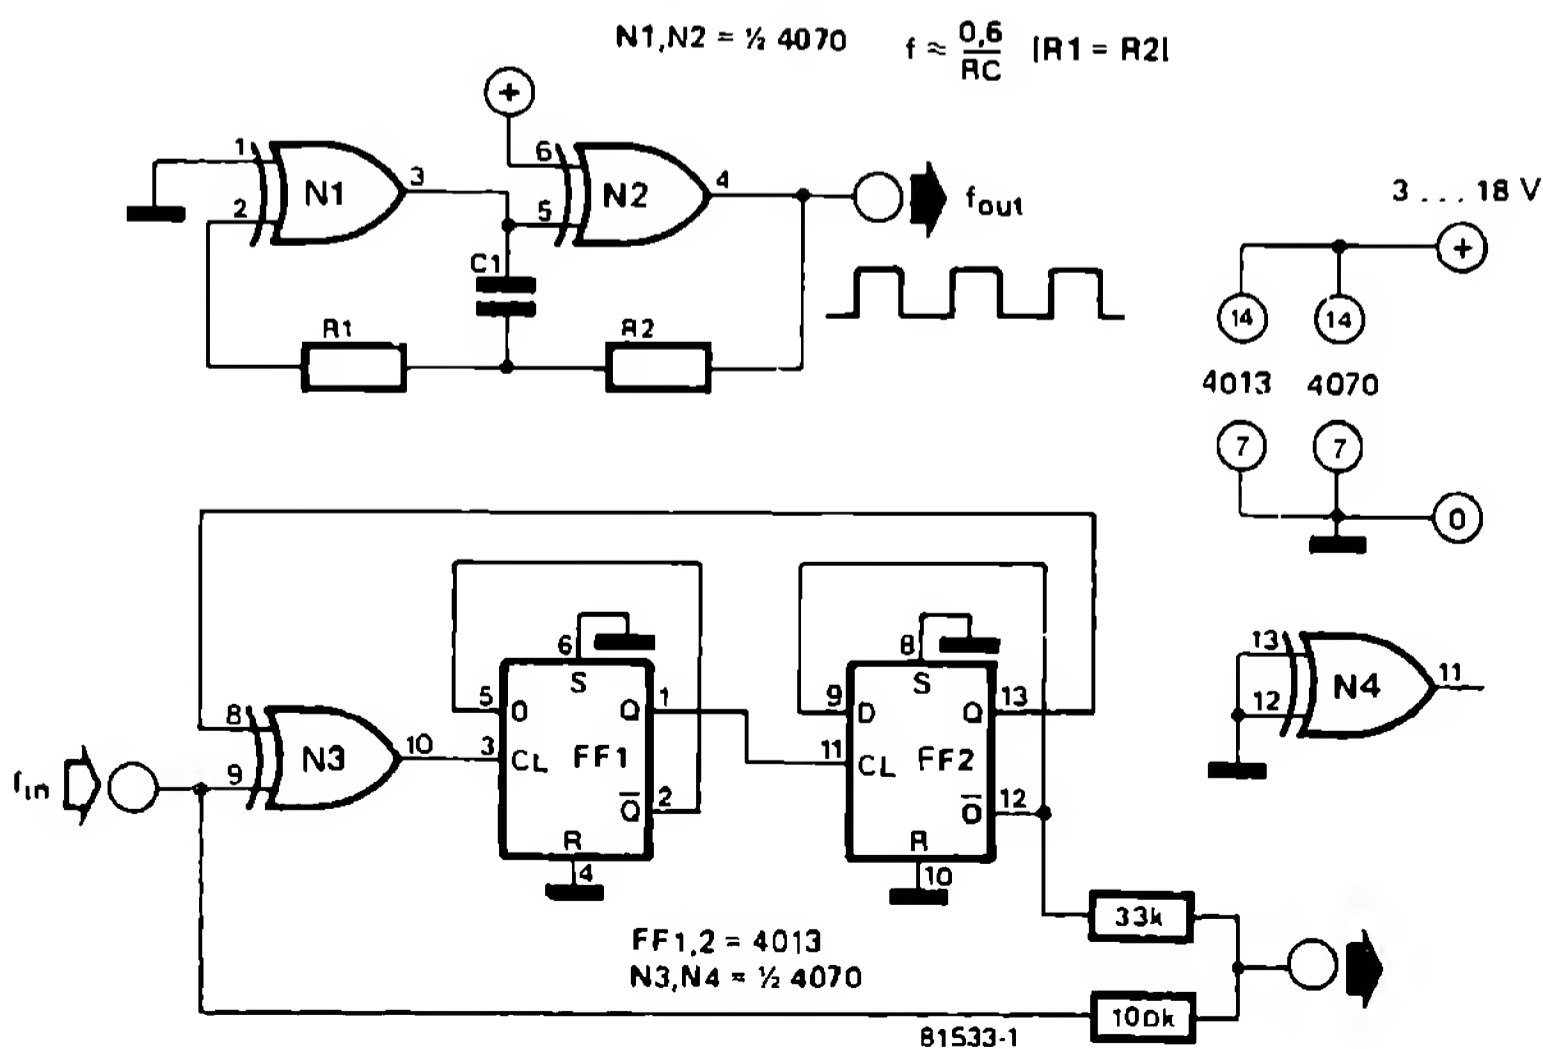 N1,N2 = ½ 4070 f ≈ 0,6/RC |R1 = R2|
+
1
2
N1
3
6
5
N2
4
fout
C1
R1
R2
3 ... 18 V
+
14
14
4013
4070
7
7
0
13
12
N4
11
fin
8
9
N3
10
6
S
5
D
Q
1
3
CL
FF1
Q̅
2
R
4
8
S
9
D
Q
13
11
CL
FF2
Q̅
12
R
10
33k
100k
FF1,2 = 4013
N3,N4 = ½ 4070
81533-1